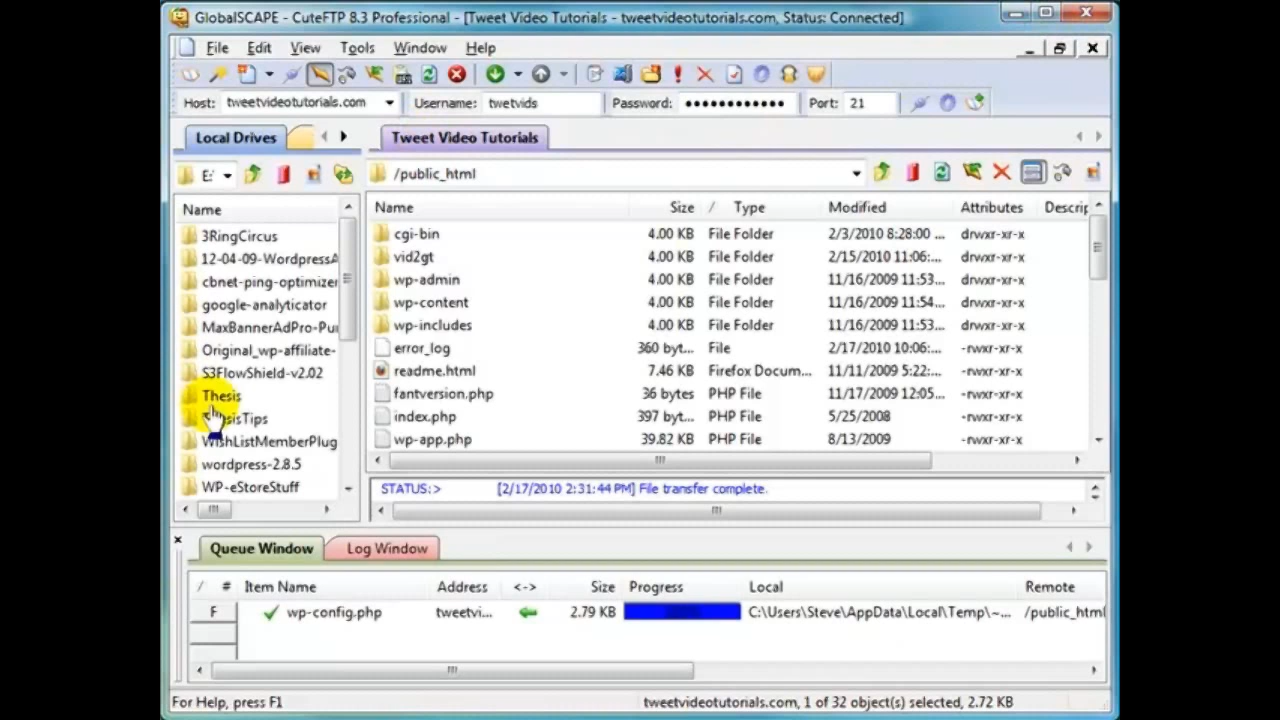 GlobalSCAPE - CuteFTP 8.3 Professional - [Tweet Video Tutorials - tweetvideotutorials.com, Status: Connected]
File Edit View Tools Window Help
Host: tweetvideotutorials.com Username: twetvids Password: •••••••••••• Port: 21
Local Drives Tweet Video Tutorials
E: /public_html
Name Name Size / Type Modified Attributes Descrip
3RingCircus cgi-bin 4.00 KB File Folder 2/3/2010 8:28:00 ... drwxr-xr-x
12-04-09-WordpressA vid2gt 4.00 KB File Folder 2/15/2010 11:06:... drwxr-xr-x
cbnet-ping-optimizer wp-admin 4.00 KB File Folder 11/16/2009 11:53... drwxr-xr-x
google-analyticator wp-content 4.00 KB File Folder 11/16/2009 11:54... drwxr-xr-x
MaxBannerAdPro-Pu wp-includes 4.00 KB File Folder 11/16/2009 11:53... drwxr-xr-x
Original_wp-affiliate- error_log 360 byt... File 2/17/2010 10:06:... -rwxr-xr-x
S3FlowShield-v2.02 readme.html 7.46 KB Firefox Docum... 11/11/2009 5:22:... -rwxr-xr-x
Thesis fantversion.php 36 bytes PHP File 11/17/2009 12:05... -rwxr-xr-x
ThesisTips index.php 397 byt... PHP File 5/25/2008 -rwxr-xr-x
WishListMemberPlug wp-app.php 39.82 KB PHP File 8/13/2009 -rwxr-xr-x
wordpress-2.8.5
WP-eStoreStuff STATUS:> [2/17/2010 2:31:44 PM] File transfer complete.
Queue Window Log Window
/ # Item Name Address <-> Size Progress Local Remote
F wp-config.php tweetvi... 2.79 KB C:\Users\Steve\AppData\Local\Temp\~... /public_html
For Help, press F1 tweetvideotutorials.com, 1 of 32 object(s) selected, 2.72 KB